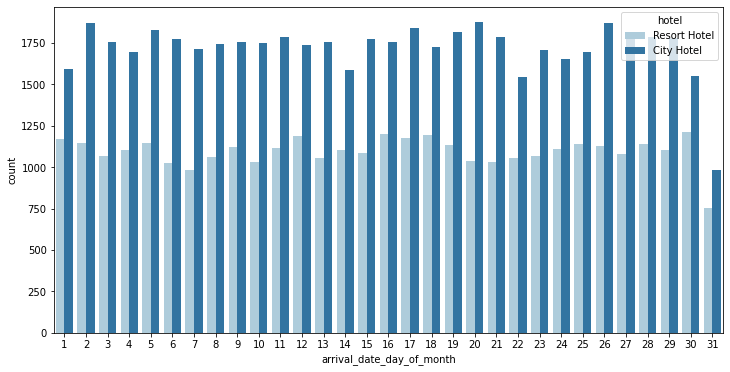 hotel
Resort Hotel
City Hotel
count
1750
1500
1250
1000
750
500
250
0
1 2 3 4 5 6 7 8 9 10 11 12 13 14 15 16 17 18 19 20 21 22 23 24 25 26 27 28 29 30 31
arrival_date_day_of_month